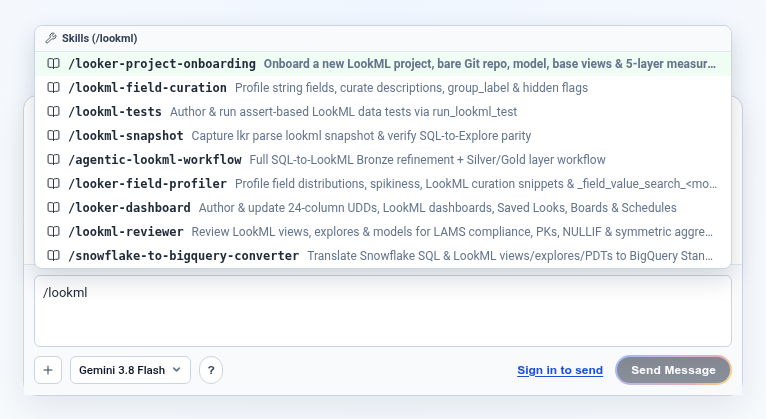 Skills (/lookml)
/looker-project-onboarding Onboard a new LookML project, bare Git repo, model, base views & 5-layer measur...
/lookml-field-curation Profile string fields, curate descriptions, group_label & hidden flags
/lookml-tests Author & run assert-based LookML data tests via run_lookml_test
/lookml-snapshot Capture lkr parse lookml snapshot & verify SQL-to-Explore parity
/agentic-lookml-workflow Full SQL-to-LookML Bronze refinement + Silver/Gold layer workflow
/looker-field-profiler Profile field distributions, spikiness, LookML curation snippets & _field_value_search_<mo...
/looker-dashboard Author & update 24-column UDDs, LookML dashboards, Saved Looks, Boards & Schedules
/lookml-reviewer Review LookML views, explores & models for LAMS compliance, PKs, NULLIF & symmetric aggre...
/snowflake-to-bigquery-converter Translate Snowflake SQL & LookML views/explores/PDTs to BigQuery Stan...
/lookml
+ Gemini 3.8 Flash ? Sign in to send Send Message